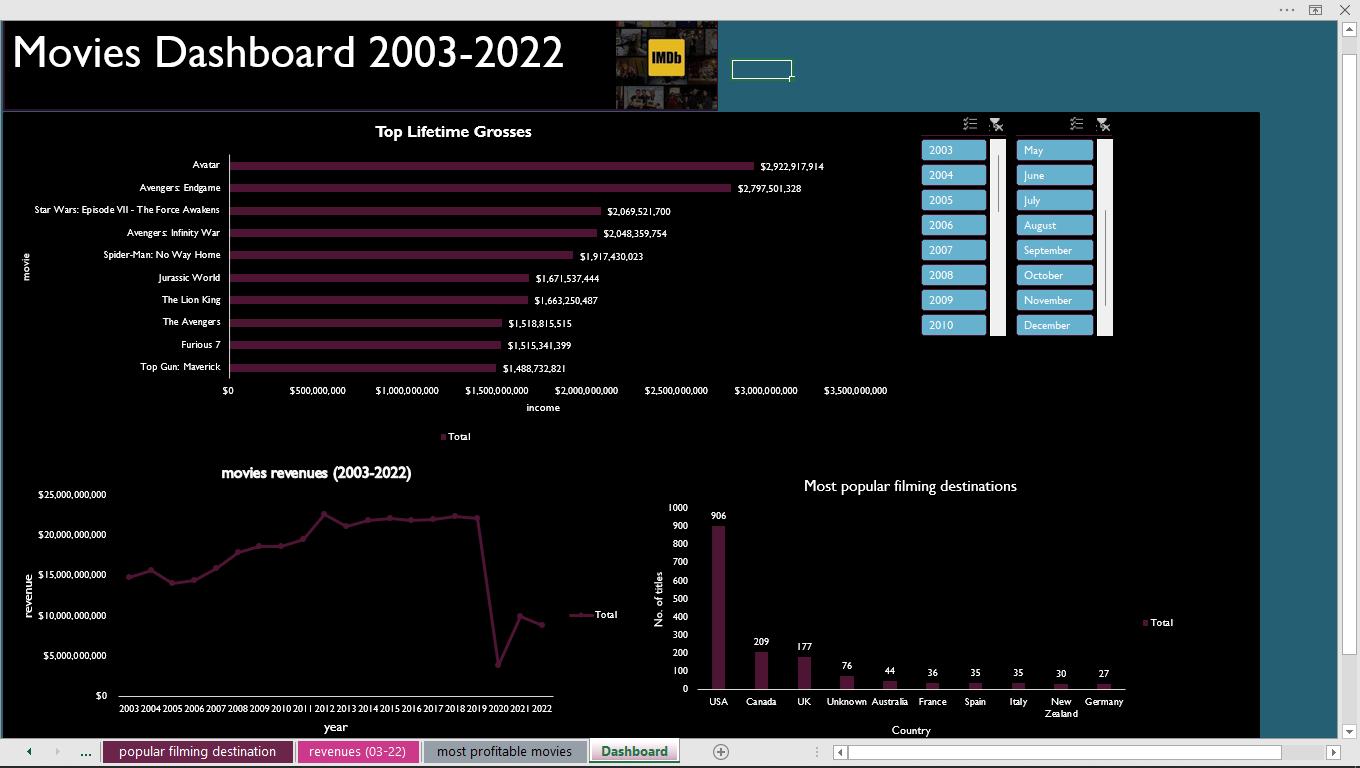 Movies Dashboard 2003-2022
IMDb
Top Lifetime Grosses
movie
Avatar $2,922,917,914
Avengers: Endgame $2,797,501,328
Star Wars: Episode VII - The Force Awakens $2,069,521,700
Avengers: Infinity War $2,048,359,754
Spider-Man: No Way Home $1,917,430,023
Jurassic World $1,671,537,444
The Lion King $1,663,250,487
The Avengers $1,518,815,515
Furious 7 $1,515,341,399
Top Gun: Maverick $1,488,732,821
$0 $500,000,000 $1,000,000,000 $1,500,000,000 $2,000,000,000 $2,500,000,000 $3,000,000,000 $3,500,000,000
income
Total
2003 May
2004 June
2005 July
2006 August
2007 September
2008 October
2009 November
2010 December
movies revenues (2003-2022)
revenue
$25,000,000,000
$20,000,000,000
$15,000,000,000
$10,000,000,000
$5,000,000,000
$0
2003 2004 2005 2006 2007 2008 2009 2010 2011 2012 2013 2014 2015 2016 2017 2018 2019 2020 2021 2022
year
Total
Most popular filming destinations
No. of titles
1000
900
800
700
600
500
400
300
200
100
0
906 209 177 76 44 36 35 35 30 27
USA Canada UK Unknown Australia France Spain Italy New Zealand Germany
Country
Total
... popular filming destination revenues (03-22) most profitable movies Dashboard